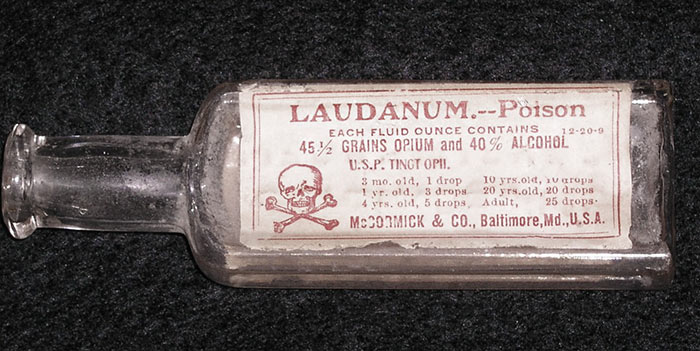 LAUDANUM.--Poison
EACH FLUID OUNCE CONTAINS 12-20-9
45 ½ GRAINS OPIUM and 40 % ALCOHOL
U.S.P. TINCT OPII.
3 mo. old, 1 drop 10 yrs.old, 10 drops
1 yr. old, 3 drops 20 yrs.old, 20 drops
4 yrs. old, 5 drops. Adult, 25 drops.
McCORMICK & CO., Baltimore,Md.,U.S.A.